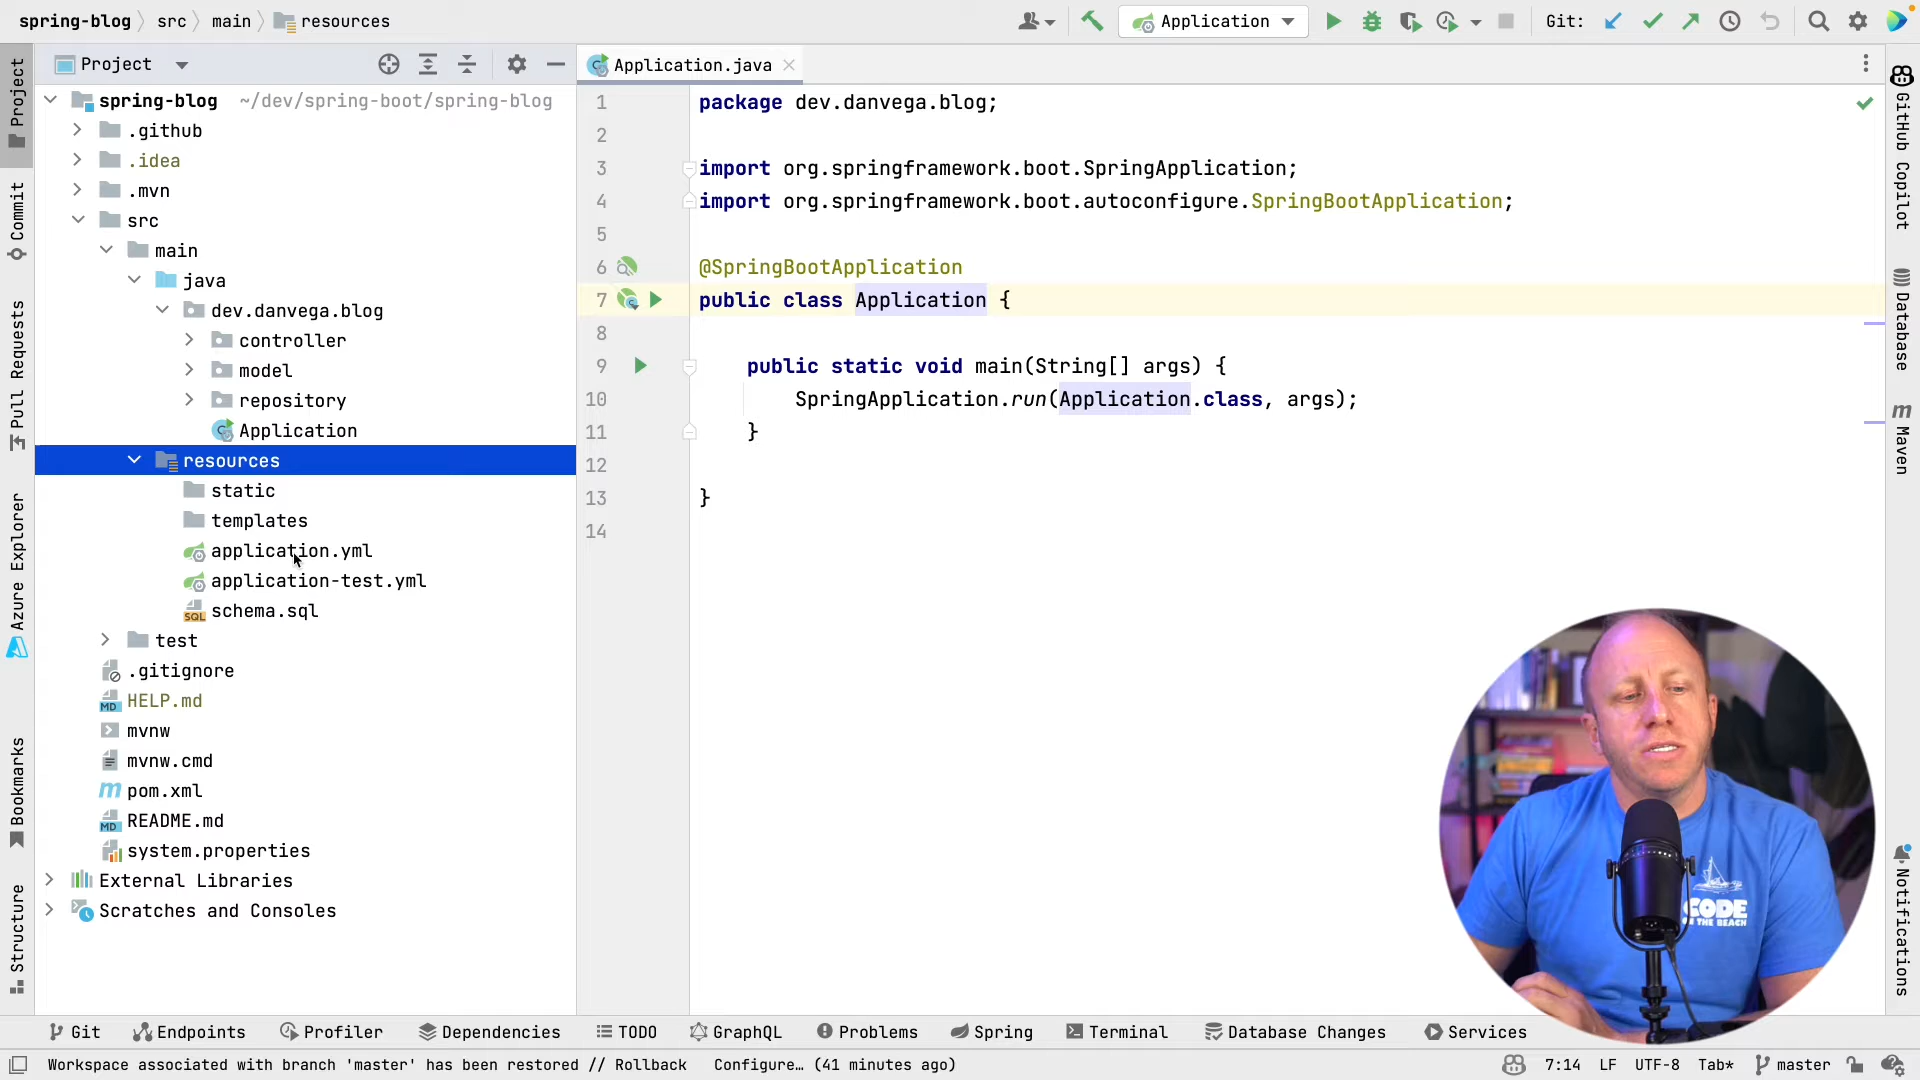 spring-blog src main resources
Application
Git:
Project
Application.java
Project
Commit
Pull Requests
Azure Explorer
Bookmarks
Structure
spring-blog ~/dev/spring-boot/spring-blog
.github
.idea
.mvn
src
main
java
dev.danvega.blog
controller
model
repository
Application
resources
static
templates
application.yml
application-test.yml
SQL schema.sql
test
.gitignore
MD HELP.md
mvnw
mvnw.cmd
m pom.xml
MD README.md
system.properties
External Libraries
Scratches and Consoles
1 package dev.danvega.blog;
2
3 import org.springframework.boot.SpringApplication;
4 import org.springframework.boot.autoconfigure.SpringBootApplication;
5
6 @SpringBootApplication
7 public class Application {
8
9 public static void main(String[] args) {
10 SpringApplication.run(Application.class, args);
11 }
12
13 }
14
GitHub Copilot
Database
m Maven
Notifications
CODE
THE BEACH
Git Endpoints Profiler Dependencies TODO GraphQL Problems Spring Terminal Database Changes Services
Workspace associated with branch 'master' has been restored // Rollback Configure… (41 minutes ago) 7:14 LF UTF-8 Tab* master